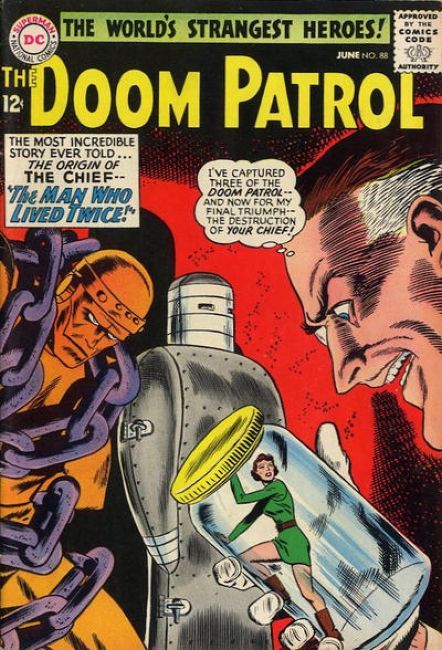 SUPERMAN
DC
NATIONAL COMICS
THE WORLD'S STRANGEST HEROES!
APPROVED
BY THE
COMICS
CODE
AUTHORITY
JUNE NO. 88
THE DOOM PATROL
12¢
THE MOST INCREDIBLE
STORY EVER TOLD...
THE ORIGIN OF
THE CHIEF--
"The MAN WHO
LIVED TWICE!"
I'VE CAPTURED
THREE OF THE
DOOM PATROL--
AND NOW FOR MY
FINAL TRIUMPH--
THE DESTRUCTION
OF YOUR CHIEF!